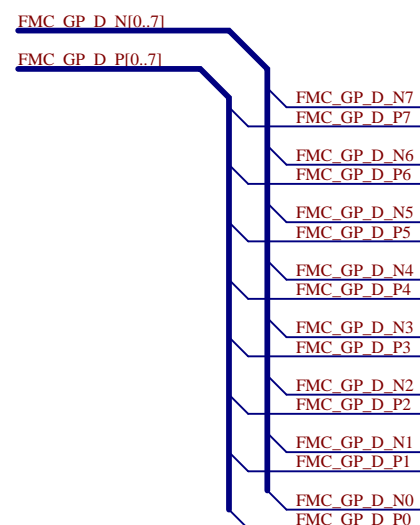 FMC_GP_D_N[0..7]
FMC_GP_D_P[0..7]
FMC_GP_D_N7
FMC_GP_D_P7
FMC_GP_D_N6
FMC_GP_D_P6
FMC_GP_D_N5
FMC_GP_D_P5
FMC_GP_D_N4
FMC_GP_D_P4
FMC_GP_D_N3
FMC_GP_D_P3
FMC_GP_D_N2
FMC_GP_D_P2
FMC_GP_D_N1
FMC_GP_D_P1
FMC_GP_D_N0
FMC_GP_D_P0